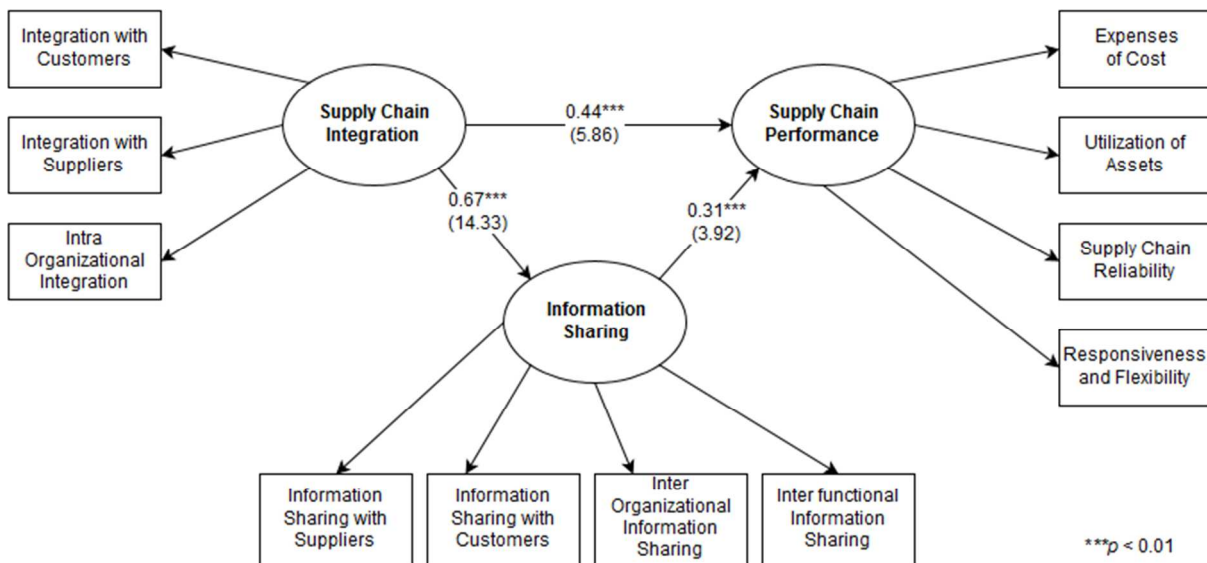 Integration with
Customers
Integration with
Suppliers
Intra
Organizational
Integration
Supply Chain
Integration
0.44***
(5.86)
Supply Chain
Performance
0.67***
(14.33)
0.31***
(3.92)
Information
Sharing
Expenses
of Cost
Utilization of
Assets
Supply Chain
Reliability
Responsiveness
and Flexibility
Information
Sharing with
Suppliers
Information
Sharing with
Customers
Inter
Organizational
Information
Sharing
Inter functional
Information
Sharing
***p < 0.01